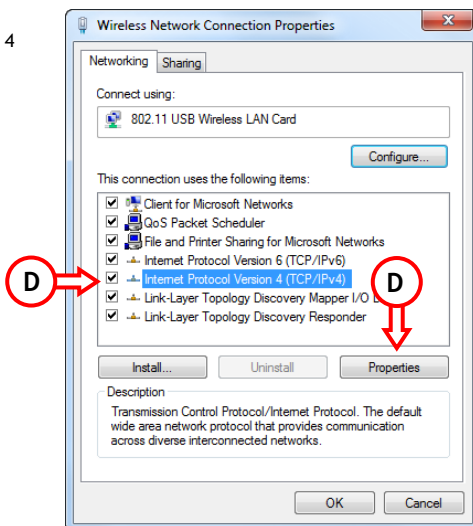 4
Wireless Network Connection Properties
Networking
Sharing
Connect using:
802.11 USB Wireless LAN Card
Configure...
This connection uses the following items:
Client for Microsoft Networks
QoS Packet Scheduler
File and Printer Sharing for Microsoft Networks
Internet Protocol Version 6 (TCP/IPv6)
D
Internet Protocol Version 4 (TCP/IPv4)
D
Link-Layer Topology Discovery Mapper I/O
Link-Layer Topology Discovery Responder
Install...
Uninstall
Properties
Description
Transmission Control Protocol/Internet Protocol. The default
wide area network protocol that provides communication
across diverse interconnected networks.
OK
Cancel